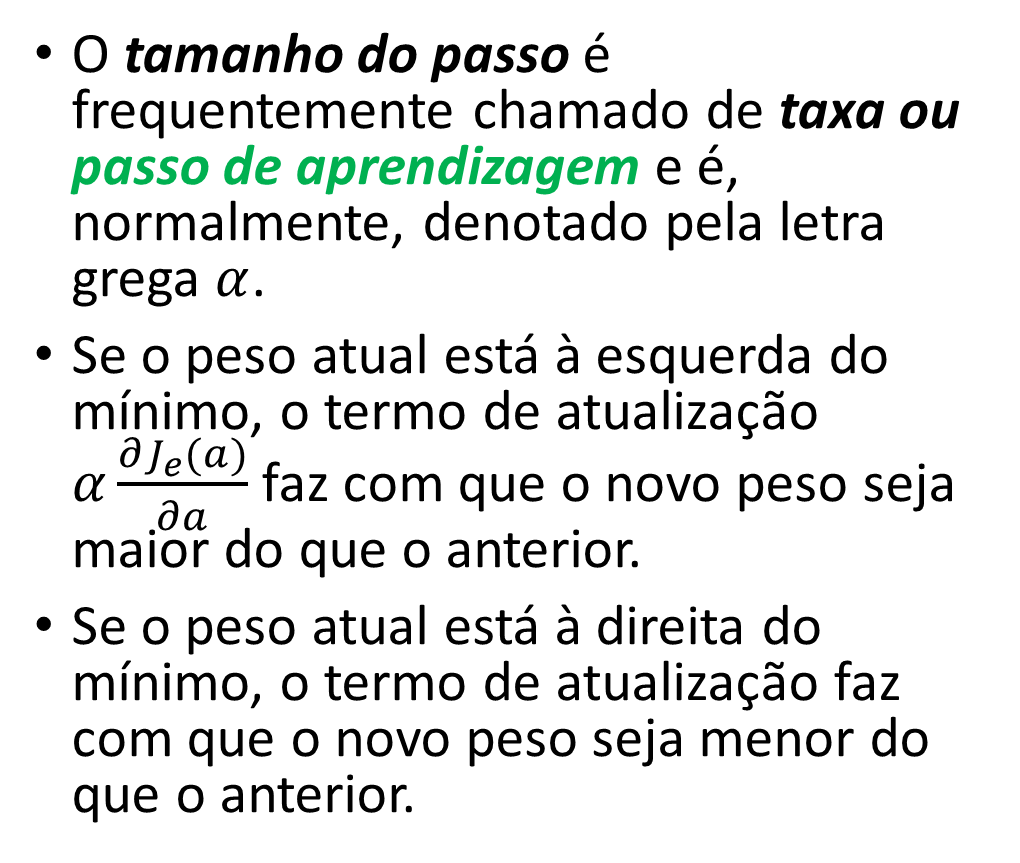 • O tamanho do passo é
frequentemente chamado de taxa ou
passo de aprendizagem e é,
normalmente, denotado pela letra
grega 𝛼.
• Se o peso atual está à esquerda do
mínimo, o termo de atualização
𝛼 ∂𝐽ₑ(𝑎)/∂𝑎 faz com que o novo peso seja
maior do que o anterior.
• Se o peso atual está à direita do
mínimo, o termo de atualização faz
com que o novo peso seja menor do
que o anterior.